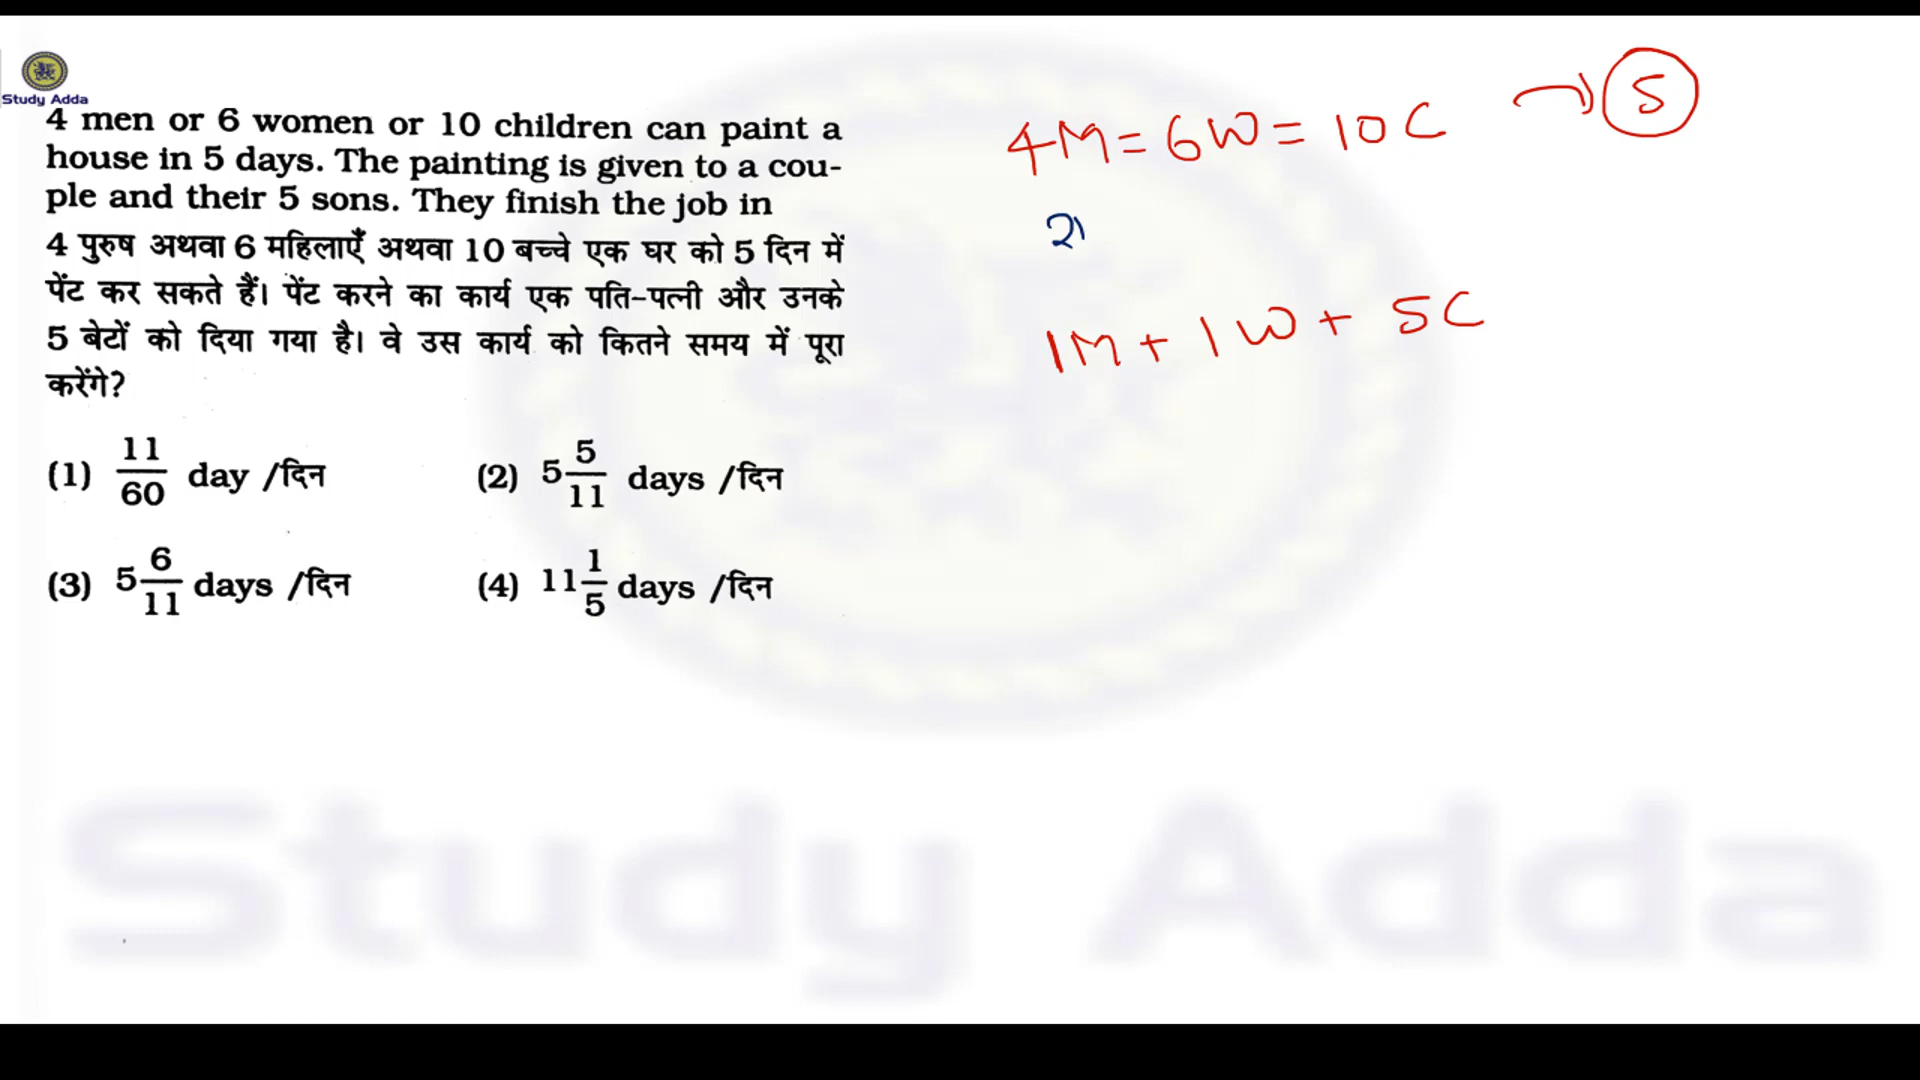 Study Adda
4 men or 6 women or 10 children can paint a
house in 5 days. The painting is given to a cou-
ple and their 5 sons. They finish the job in
4 पुरुष अथवा 6 महिलाएँ अथवा 10 बच्चे एक घर को 5 दिन में
पेंट कर सकते हैं। पेंट करने का कार्य एक पति-पत्नी और उनके
5 बेटों को दिया गया है। वे उस कार्य को कितने समय में पूरा
करेंगे?
(1) 11/60 day /दिन
(2) 5 5/11 days /दिन
(3) 5 6/11 days /दिन
(4) 11 1/5 days /दिन
4M = 6W = 10C → 5
2
1M + 1W + 5C
Study Adda